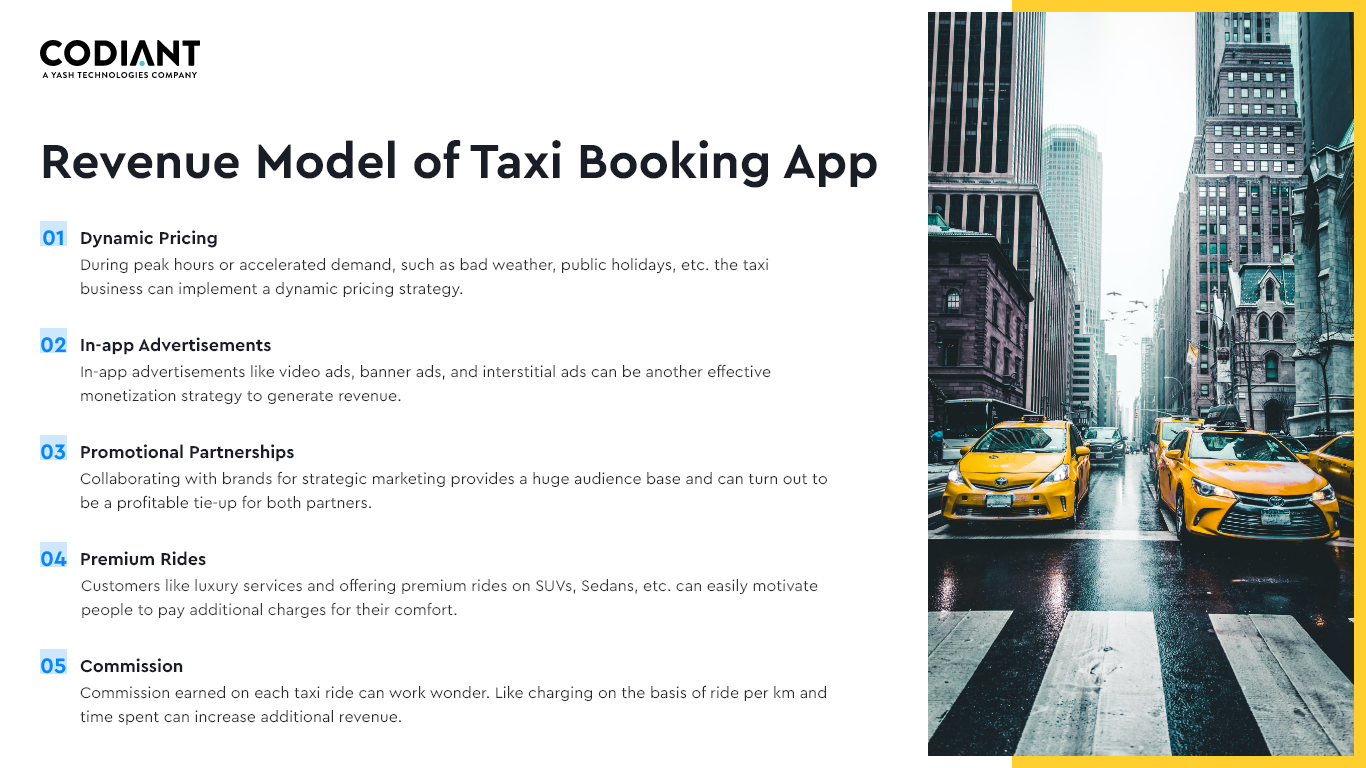 CODIANT
A YASH TECHNOLOGIES COMPANY
Revenue Model of Taxi Booking App
01 Dynamic Pricing
During peak hours or accelerated demand, such as bad weather, public holidays, etc. the taxi
business can implement a dynamic pricing strategy.
02 In-app Advertisements
In-app advertisements like video ads, banner ads, and interstitial ads can be another effective
monetization strategy to generate revenue.
03 Promotional Partnerships
Collaborating with brands for strategic marketing provides a huge audience base and can turn out to
be a profitable tie-up for both partners.
04 Premium Rides
Customers like luxury services and offering premium rides on SUVs, Sedans, etc. can easily motivate
people to pay additional charges for their comfort.
05 Commission
Commission earned on each taxi ride can work wonder. Like charging on the basis of ride per km and
time spent can increase additional revenue.